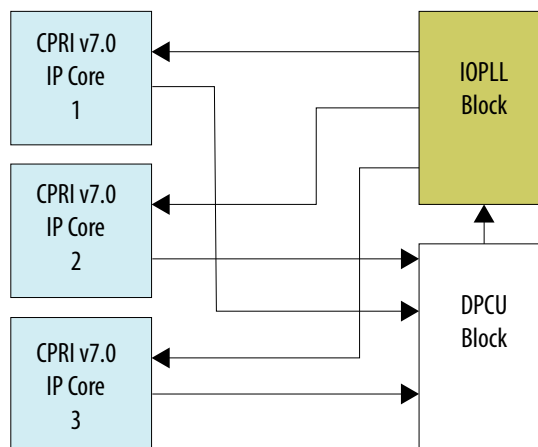 CPRI v7.0
IP Core
1
IOPLL
Block
CPRI v7.0
IP Core
2
DPCU
Block
CPRI v7.0
IP Core
3